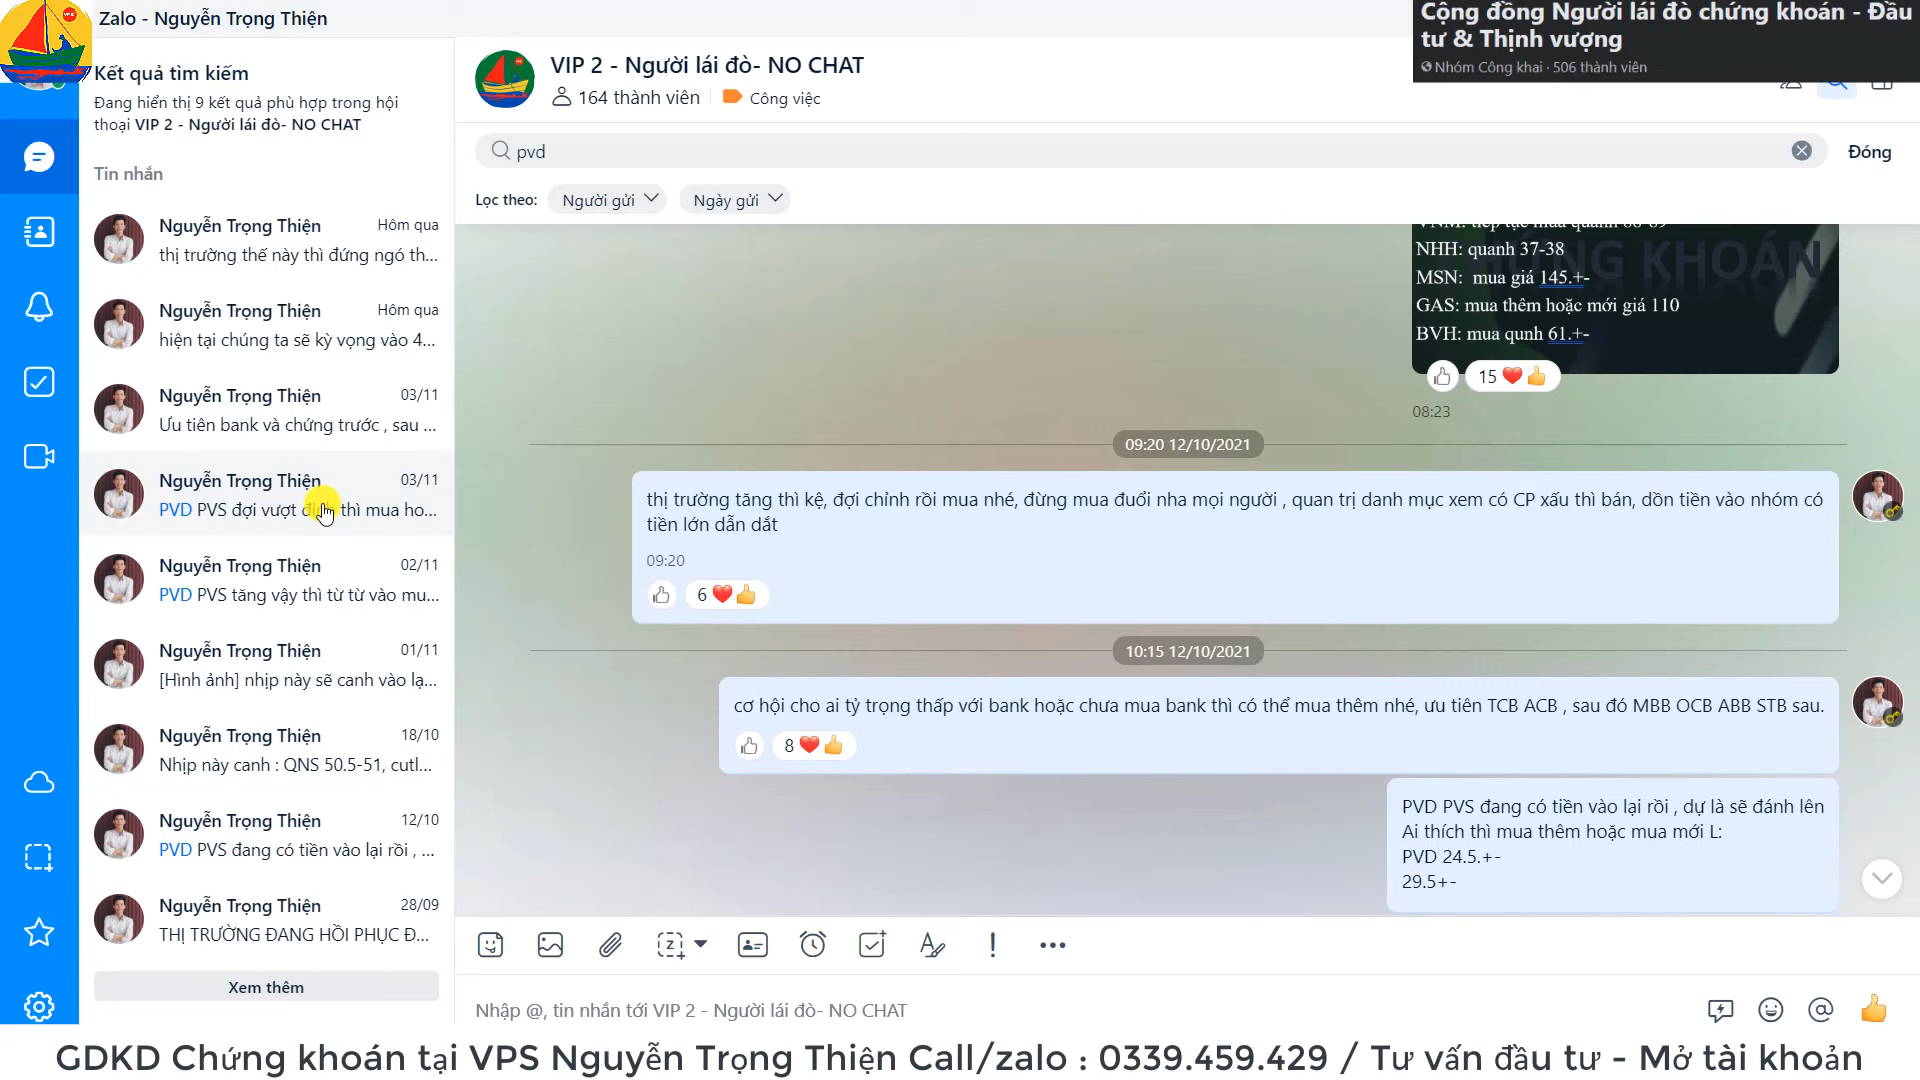 Zalo - Nguyễn Trọng Thiện
Cộng đồng Người lái đò chứng khoán - Đầu
tư & Thịnh vượng
Nhóm Công khai · 506 thành viên
VPS
Kết quả tìm kiếm
Đang hiển thị 9 kết quả phù hợp trong hội
thoại VIP 2 - Người lái đò- NO CHAT
Tin nhắn
Nguyễn Trọng Thiện Hôm qua
thị trường thế này thì đứng ngó th...
Nguyễn Trọng Thiện Hôm qua
hiện tại chúng ta sẽ kỳ vọng vào 4...
Nguyễn Trọng Thiện 03/11
Ưu tiên bank và chứng trước , sau ...
Nguyễn Trọng Thiện 03/11
PVD PVS đợi vượt đỉnh thì mua ho...
Nguyễn Trọng Thiện 02/11
PVD PVS tăng vậy thì từ từ vào mu...
Nguyễn Trọng Thiện 01/11
[Hình ảnh] nhịp này sẽ canh vào lạ...
Nguyễn Trọng Thiện 18/10
Nhịp này canh : QNS 50.5-51, cutl...
Nguyễn Trọng Thiện 12/10
PVD PVS đang có tiền vào lại rồi , ...
Nguyễn Trọng Thiện 28/09
THỊ TRƯỜNG ĐANG HỒI PHỤC Đ...
Xem thêm
VIP 2 - Người lái đò- NO CHAT
164 thành viên Công việc
pvd
Đóng
Lọc theo: Người gửi Ngày gửi
VNM: tiếp tục mua quanh
NHH: quanh 37-38
MSN: mua giá 145.+-
GAS: mua thêm hoặc mới giá 110
BVH: mua qunh 61.+-
KHOÁN
15
08:23
09:20 12/10/2021
thị trường tăng thì kệ, đợi chỉnh rồi mua nhé, đừng mua đuổi nha mọi người , quan trị danh mục xem có CP xấu thì bán, dồn tiền vào nhóm có
tiền lớn dẫn dắt
09:20
6
10:15 12/10/2021
cơ hội cho ai tỷ trọng thấp với bank hoặc chưa mua bank thì có thể mua thêm nhé, ưu tiên TCB ACB , sau đó MBB OCB ABB STB sau.
8
PVD PVS đang có tiền vào lại rồi , dự là sẽ đánh lên
Ai thích thì mua thêm hoặc mua mới L:
PVD 24.5.+-
29.5+-
Nhập @, tin nhắn tới VIP 2 - Người lái đò- NO CHAT
GDKD Chứng khoán tại VPS Nguyễn Trọng Thiện Call/zalo : 0339.459.429 / Tư vấn đầu tư - Mở tài khoản